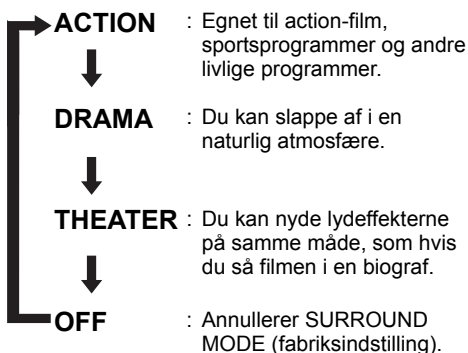 ACTION : Egnet til action-film,
sportsprogrammer og andre
livlige programmer.
DRAMA : Du kan slappe af i en
naturlig atmosfære.
THEATER : Du kan nyde lydeffekterne
på samme måde, som hvis
du så filmen i en biograf.
OFF : Annullerer SURROUND
MODE (fabriksindstilling).